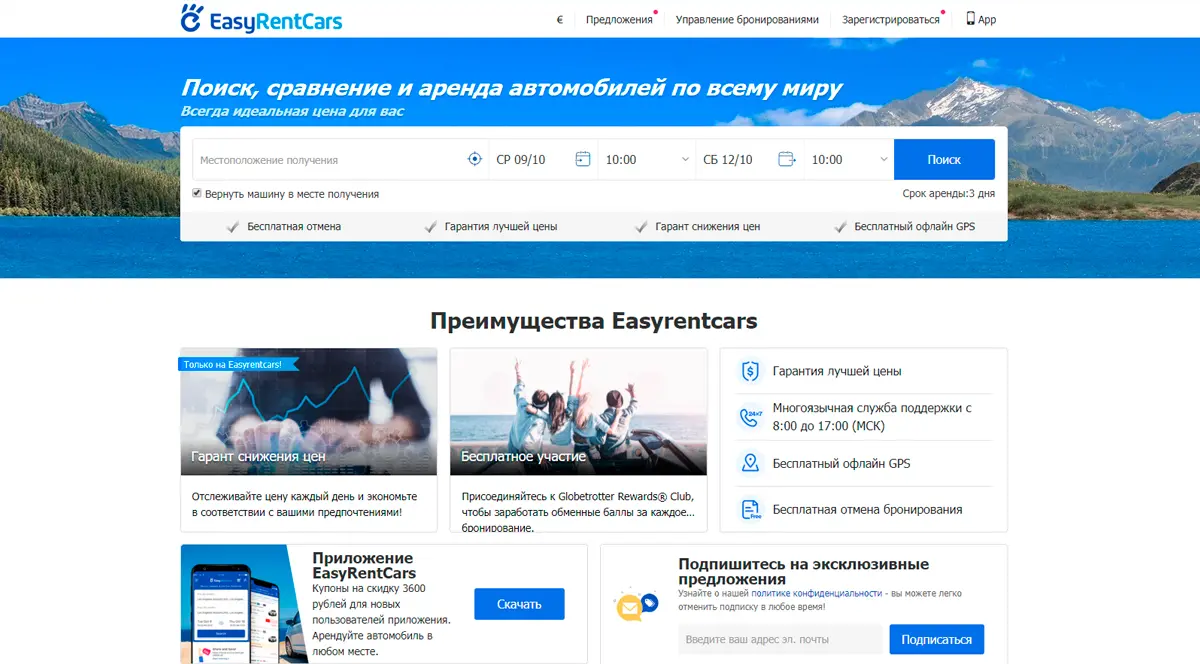 EasyRentCars
€
Предложения
Управление бронированиями
Зарегистрироваться
App
Поиск, сравнение и аренда автомобилей по всему миру
Всегда идеальная цена для вас
Местоположение получения
СР 09/10
10:00
СБ 12/10
10:00
Поиск
Вернуть машину в месте получения
Срок аренды:3 дня
Бесплатная отмена
Гарантия лучшей цены
Гарант снижения цен
Бесплатный офлайн GPS
Преимущества Easyrentcars
Только на Easyrentcars!
Гарант снижения цен
Отслеживайте цену каждый день и экономьте
в соответствии с вашими предпочтениями!
Бесплатное участие
Присоединяйтесь к Globetrotter Rewards® Club,
чтобы заработать обменные баллы за каждое...
бронирование.
Гарантия лучшей цены
24×7
Многоязычная служба поддержки с
8:00 до 17:00 (МСК)
Бесплатный офлайн GPS
Free
Бесплатная отмена бронирования
Приложение
EasyRentCars
Купоны на скидку 3600
рублей для новых
пользователей приложения.
Арендуйте автомобиль в
любом месте.
Скачать
Подпишитесь на эксклюзивные
предложения
Узнайте о нашей политике конфиденциальности - вы можете легко
отменить подписку в любое время!
Введите ваш адрес эл. почты
Подписаться